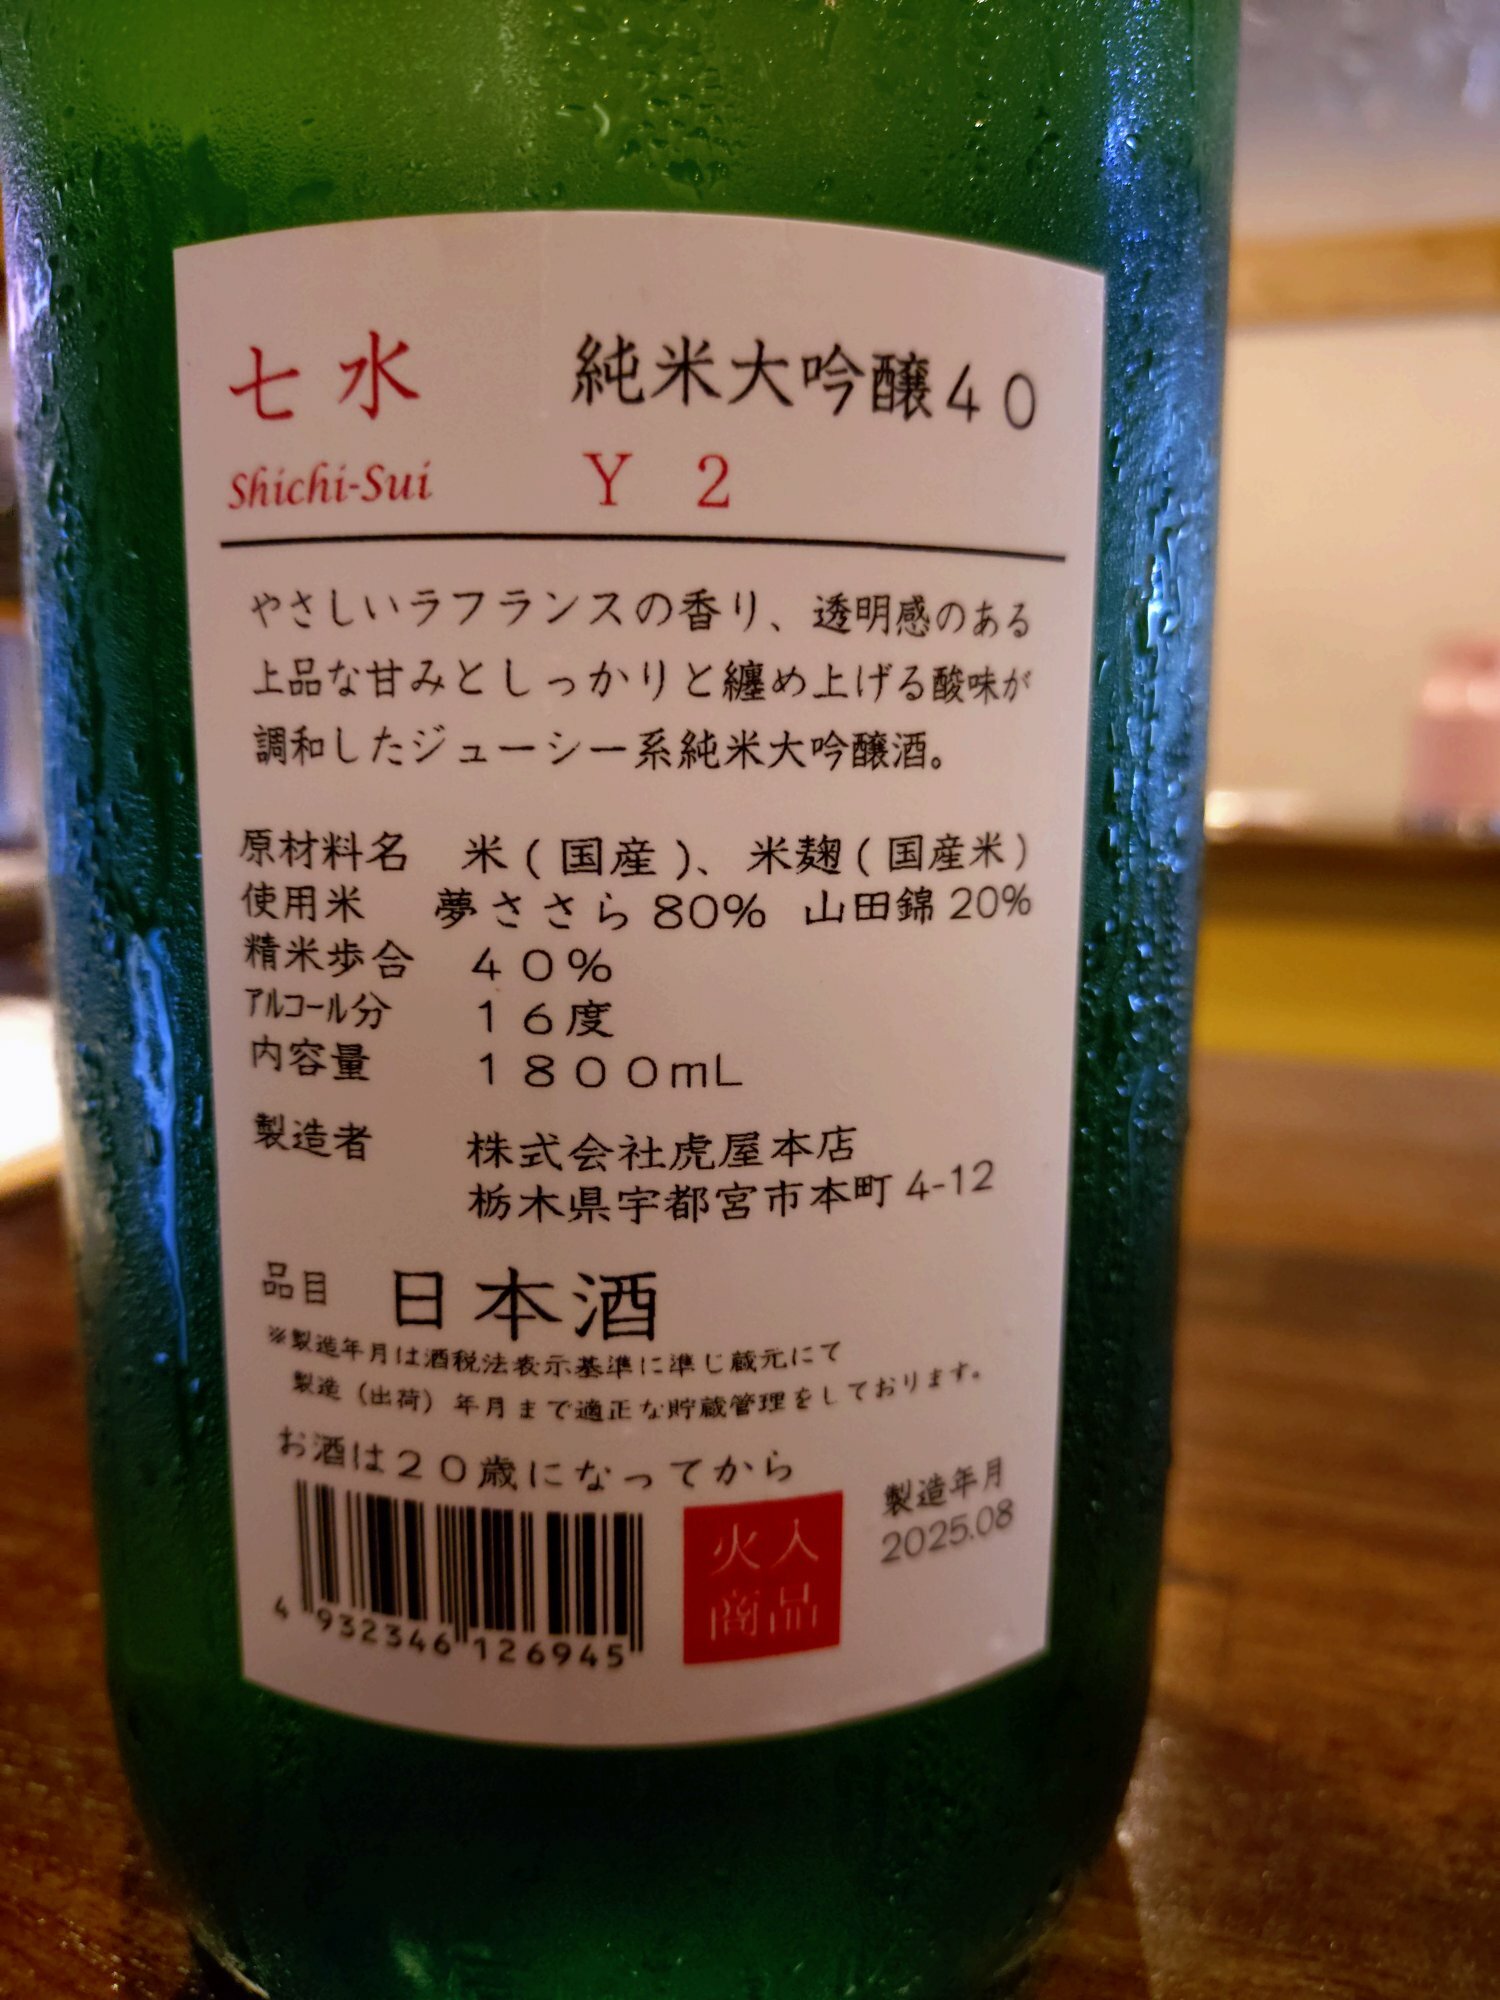 七水 純米大吟醸40
Shichi-Sui Y2
やさしいラフランスの香り、透明感のある
上品な甘みとしっかりと纏め上げる酸味が
調和したジューシー系純米大吟醸酒。
原材料名 米(国産)、米麹(国産米)
使用米 夢ささら80% 山田錦20%
精米歩合 40%
アルコール分 16度
内容量 1800mL
製造者 株式会社虎屋本店
栃木県宇都宮市本町4-12
品目 日本酒
※製造年月は酒税法表示基準に準じ蔵元にて
製造（出荷）年月まで適正な貯蔵管理をしております。
お酒は20歳になってから
4 932346 126945
火入
商品
製造年月
2025.08